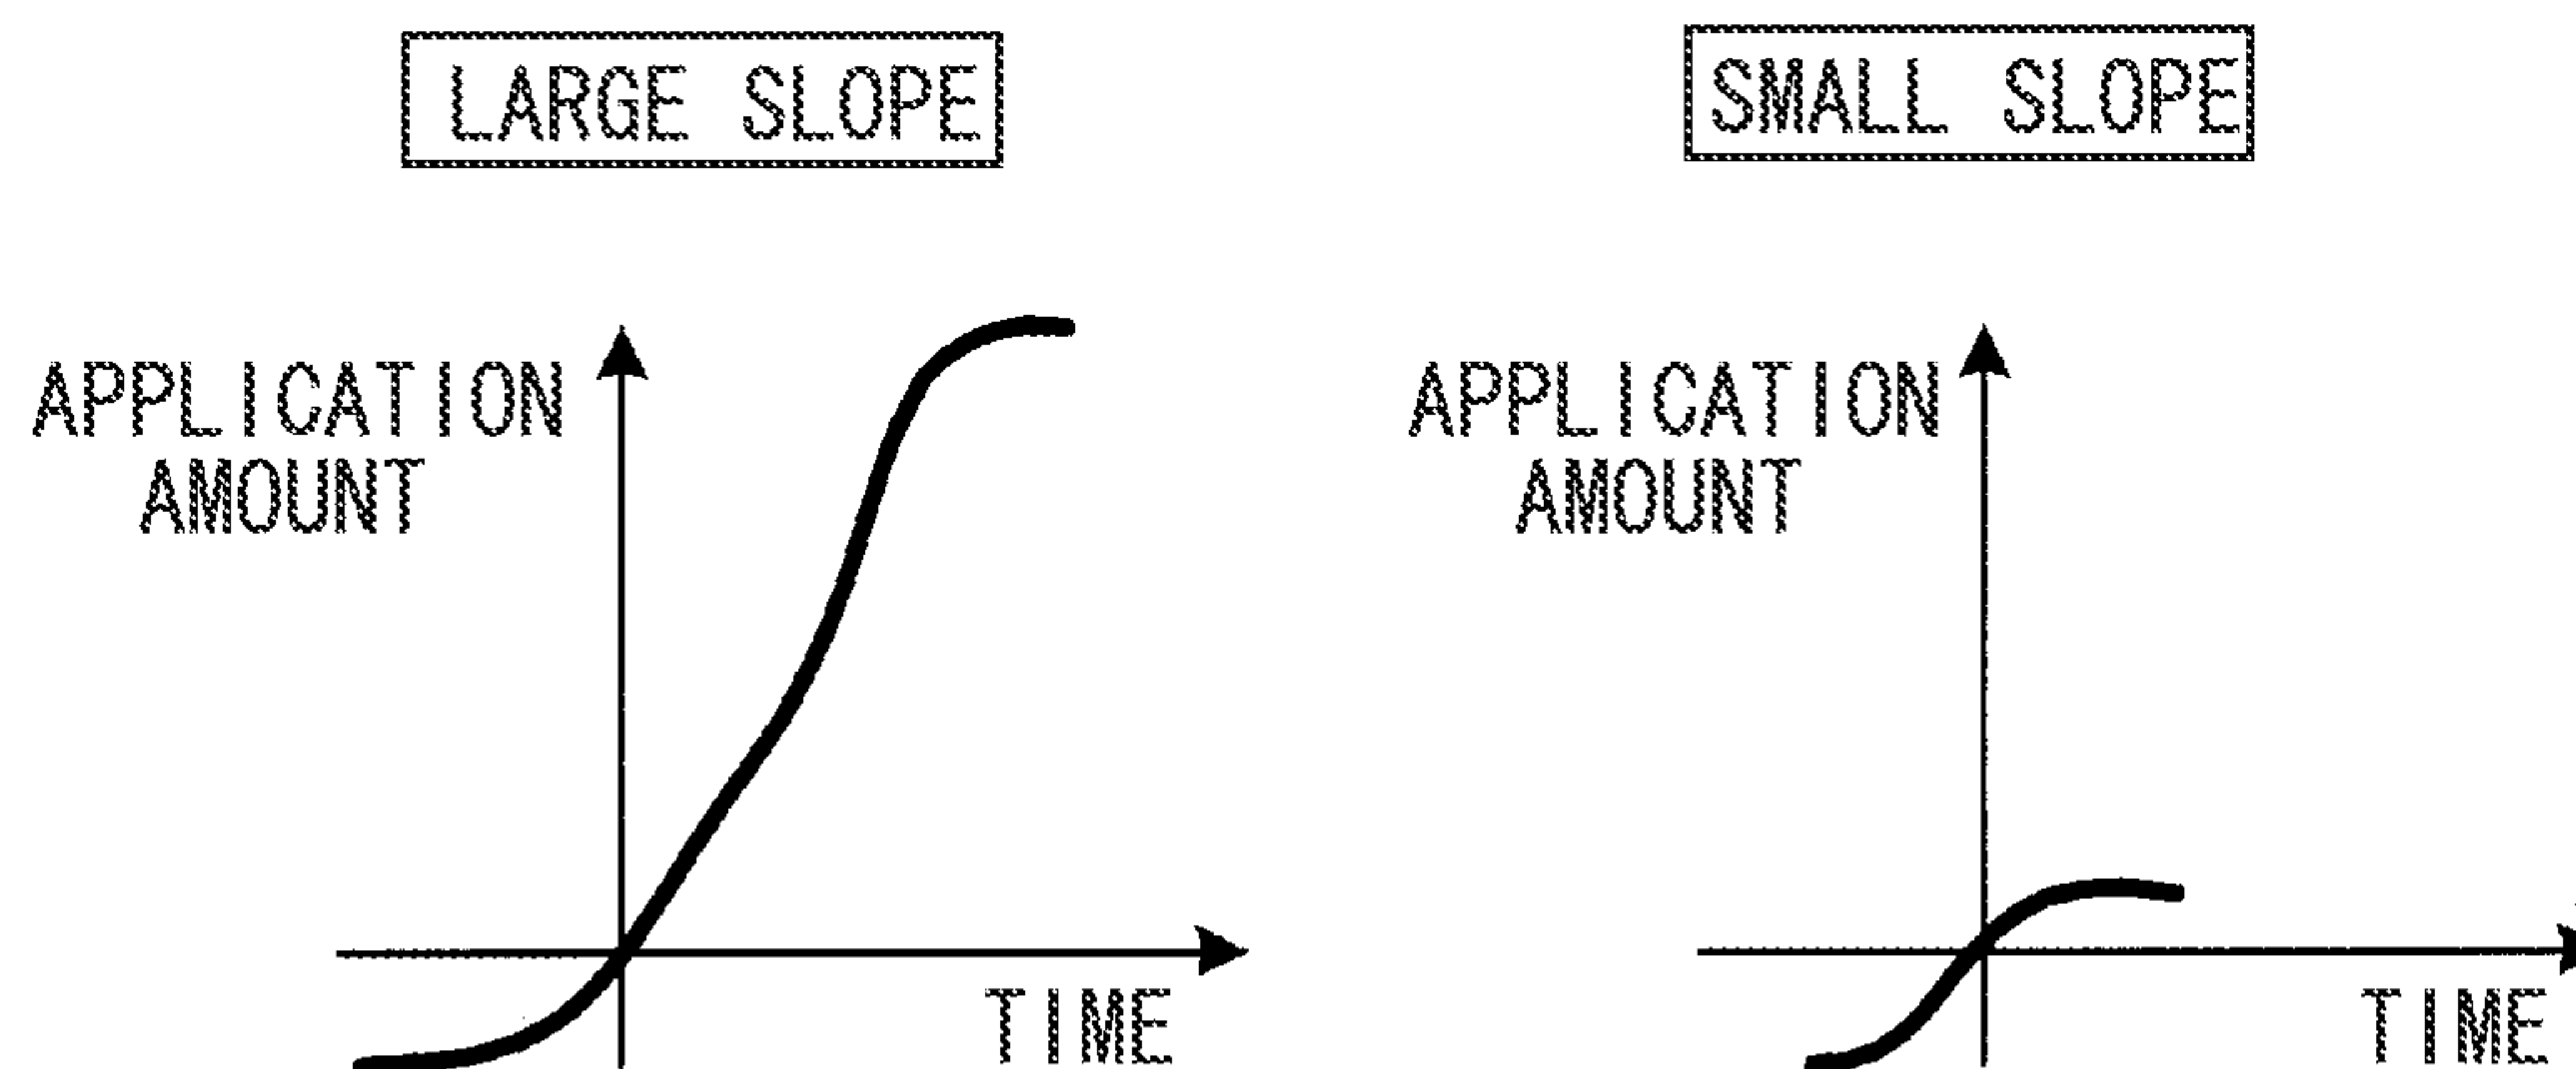 LARGE SLOPE
SMALL SLOPE
APPLICATION
AMOUNT
TIME
APPLICATION
AMOUNT
TIME